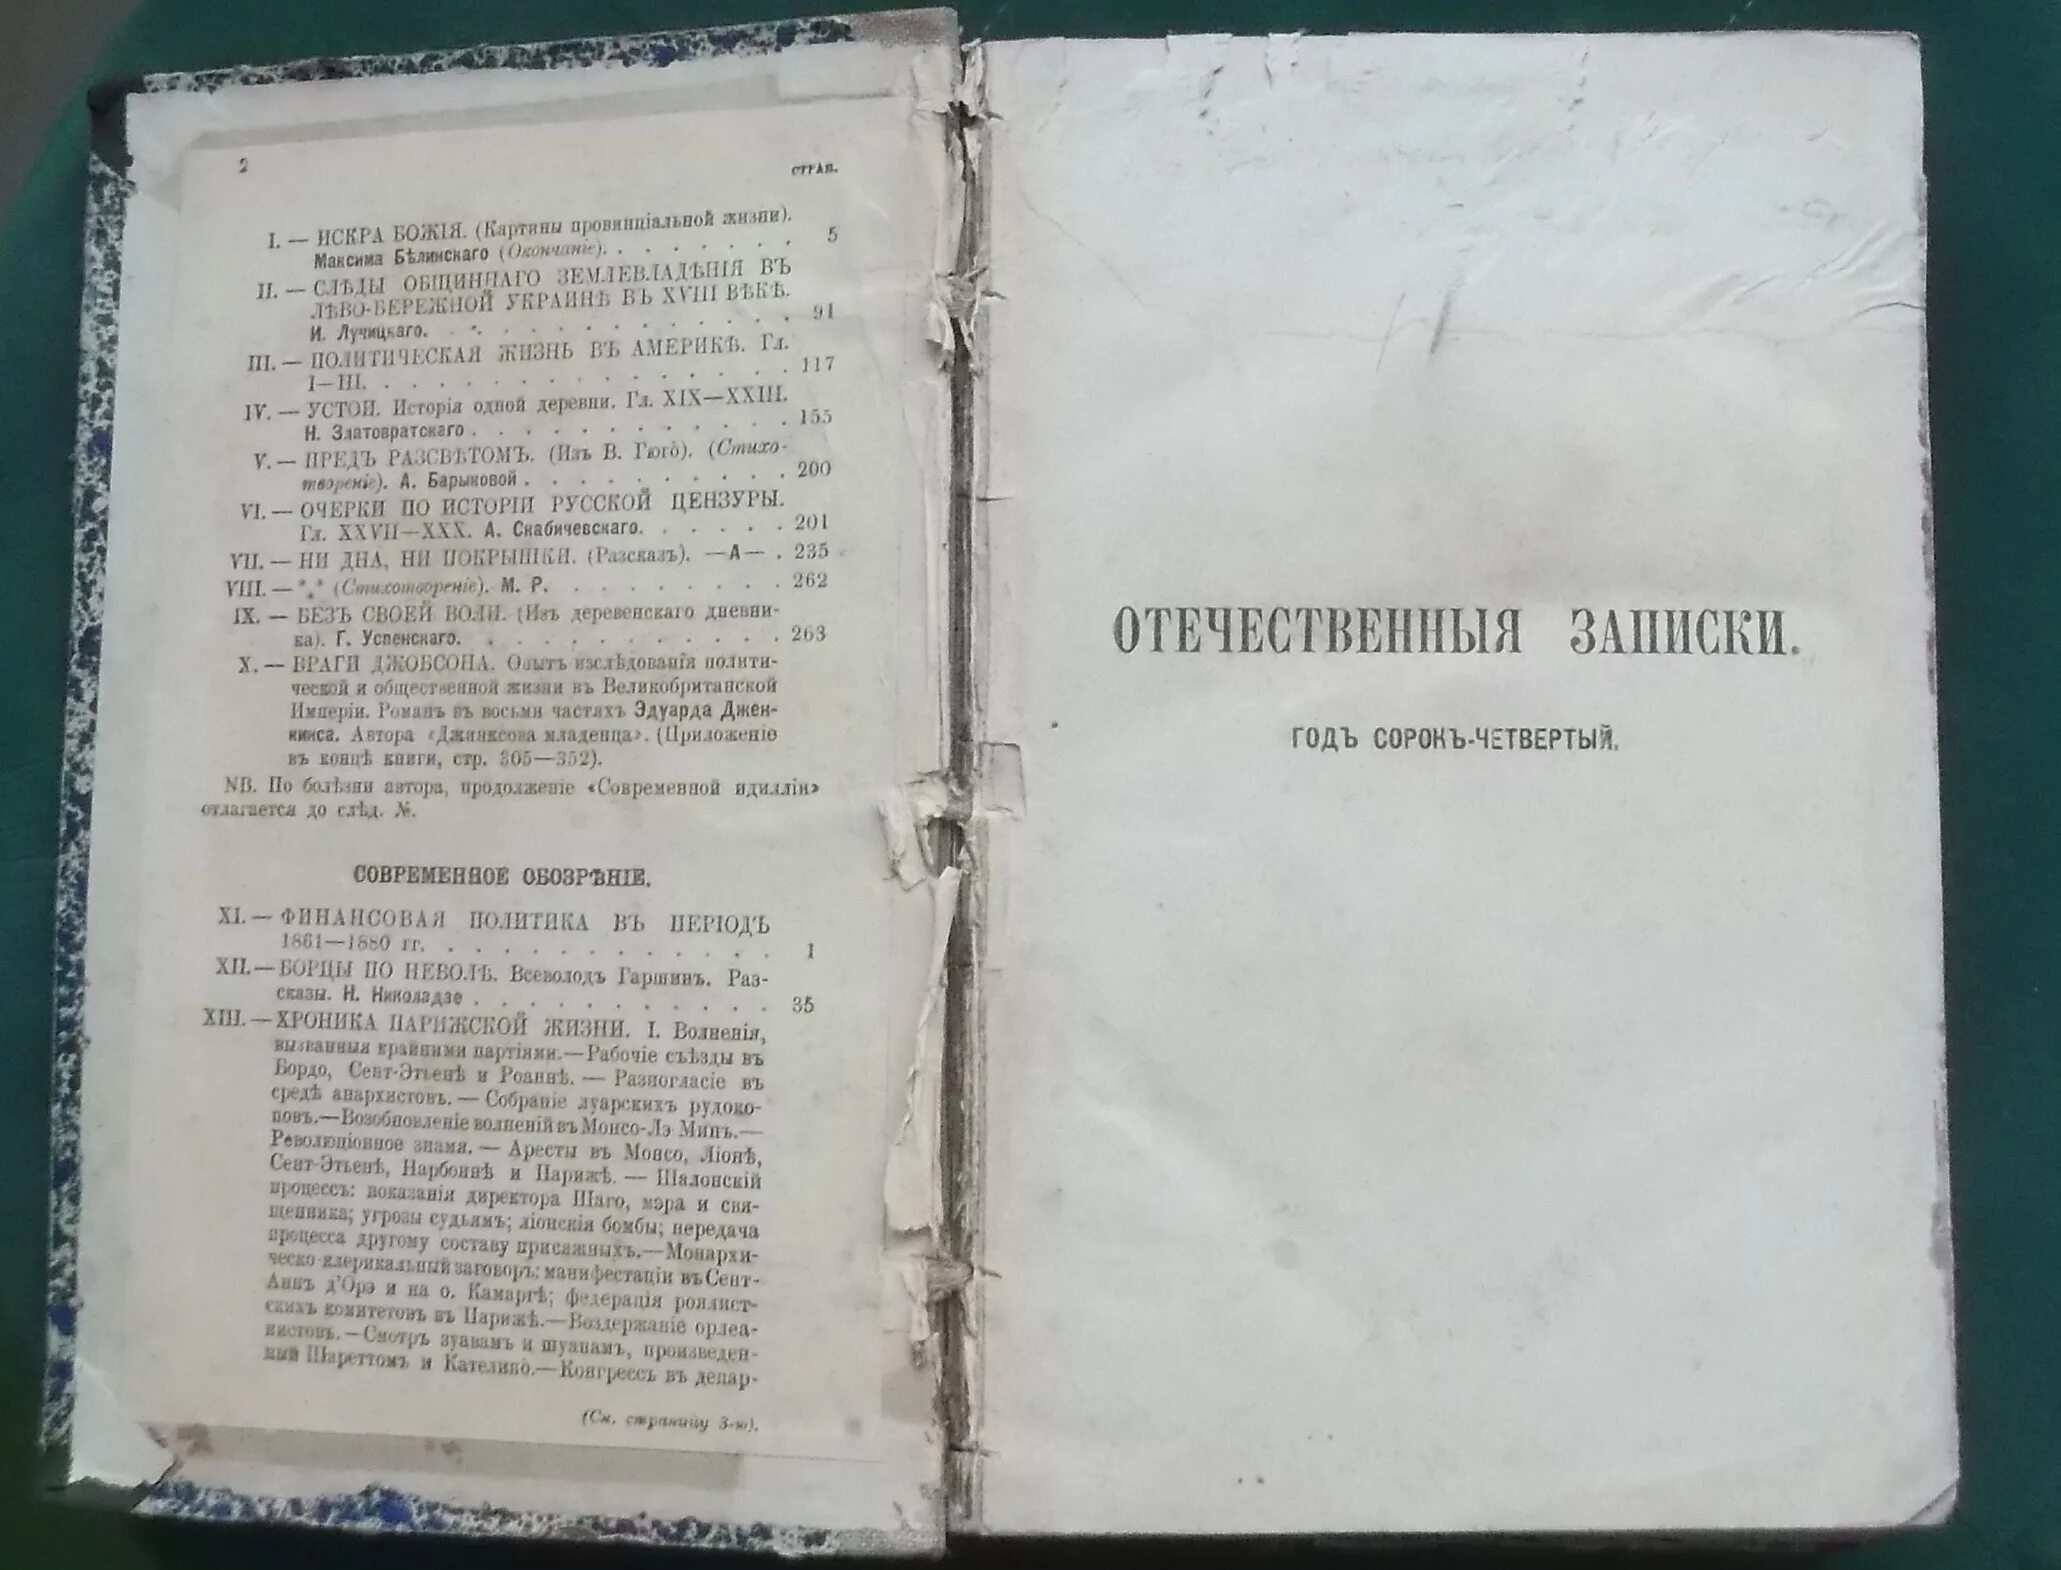 2
СТРАН.
I. — ИСКРА БОЖІЯ. (Картины провинціальной жизни).
Максима Бѣлинскаго (Окончаніе). . . . . . . . 5
II. — СЛѢДЫ ОБЩИННАГО ЗЕМЛЕВЛАДѢНІЯ ВЪ
ЛѢВО-БЕРЕЖНОЙ УКРАИНѢ ВЪ XVIII ВѢКѢ.
И. Лучицкаго. . . . . . . . . . . . . 91
III. — ПОЛИТИЧЕСКАЯ ЖИЗНЬ ВЪ АМЕРИКѢ. Гл.
I—III. . . . . . . . . . . . . . . . 117
IV. — УСТОИ. Исторія одной деревни. Гл. XIX—XXIII.
Н. Златовратскаго . . . . . . . . . . . . 155
V. — ПРЕДЪ РАЗСВѢТОМЪ. (Изъ В. Гюго). (Стихо-
твореніе). А. Барыковой . . . . . . . . . . 200
VI. — ОЧЕРКИ ПО ИСТОРІИ РУССКОЙ ЦЕНЗУРЫ.
Гл. XXVII—XXX. А. Скабичевскаго. . . . . . 201
VII. — НИ ДНА, НИ ПОКРЫШКИ. (Разсказъ). —А— . 235
VIII. — *** (Стихотвореніе). М. Р. . . . . . . . . 262
IX. — БЕЗЪ СВОЕЙ ВОЛИ. (Изъ деревенскаго дневни-
ка). Г. Успенскаго. . . . . . . . . . . . 263
X. — ВРАГИ ДЖОБСОНА. Опытъ изслѣдованія полити-
ческой и общественной жизни въ Великобританской
Имперіи. Романъ въ восьми частяхъ Эдуарда Джен-
кинса. Автора «Джинксова младенца». (Приложеніе
въ концѣ книги, стр. 305—352).
NB. По болѣзни автора, продолженіе «Современной идилліи»
отлагается до слѣд. №.
СОВРЕМЕННОЕ ОБОЗРѢНІЕ.
XI. — ФИНАНСОВАЯ ПОЛИТИКА ВЪ ПЕРІОДЪ
1861—1880 гг. . . . . . . . . . . . . . 1
XII. — БОРЦЫ ПО НЕВОЛѢ. Всеволодъ Гаршинъ. Раз-
сказы. Н. Николадзе . . . . . . . . . . . 35
XIII. — ХРОНИКА ПАРИЖСКОЙ ЖИЗНИ. I. Волненія,
вызванныя крайними партіями.—Рабочіе съѣзды въ
Бордо, Сент-Этьенѣ и Роаннѣ. — Разногласіе въ
средѣ анархистовъ. — Собраніе луарскихъ рудоко-
повъ.—Возобновленіе волненій въ Монсо-Лэ-Минъ.—
Революціонное знамя. — Аресты въ Монсо, Ліонѣ,
Сент-Этьенѣ, Нарбоннѣ и Парижѣ. — Шалонскій
процессъ: показанія директора Шаго, мэра и свя-
щенника; угрозы судьямъ; ліонскія бомбы; передача
процесса другому составу присяжныхъ.—Монархи-
ческо-клерикальный заговоръ: манифестаціи въ Сент-
Аннъ д'Орэ и на о. Камаргѣ; федерація роялист-
скихъ комитетовъ въ Парижѣ.—Воздержаніе орлеа-
нистовъ.—Смотръ зуавамъ и шуанамъ, произведен-
ный Шареттомъ и Кателино.—Конгрессъ въ депар-
(См. страницу 3-ю).
ОТЕЧЕСТВЕННЫЯ ЗАПИСКИ.
ГОДЪ СОРОКЪ-ЧЕТВЕРТЫЙ.